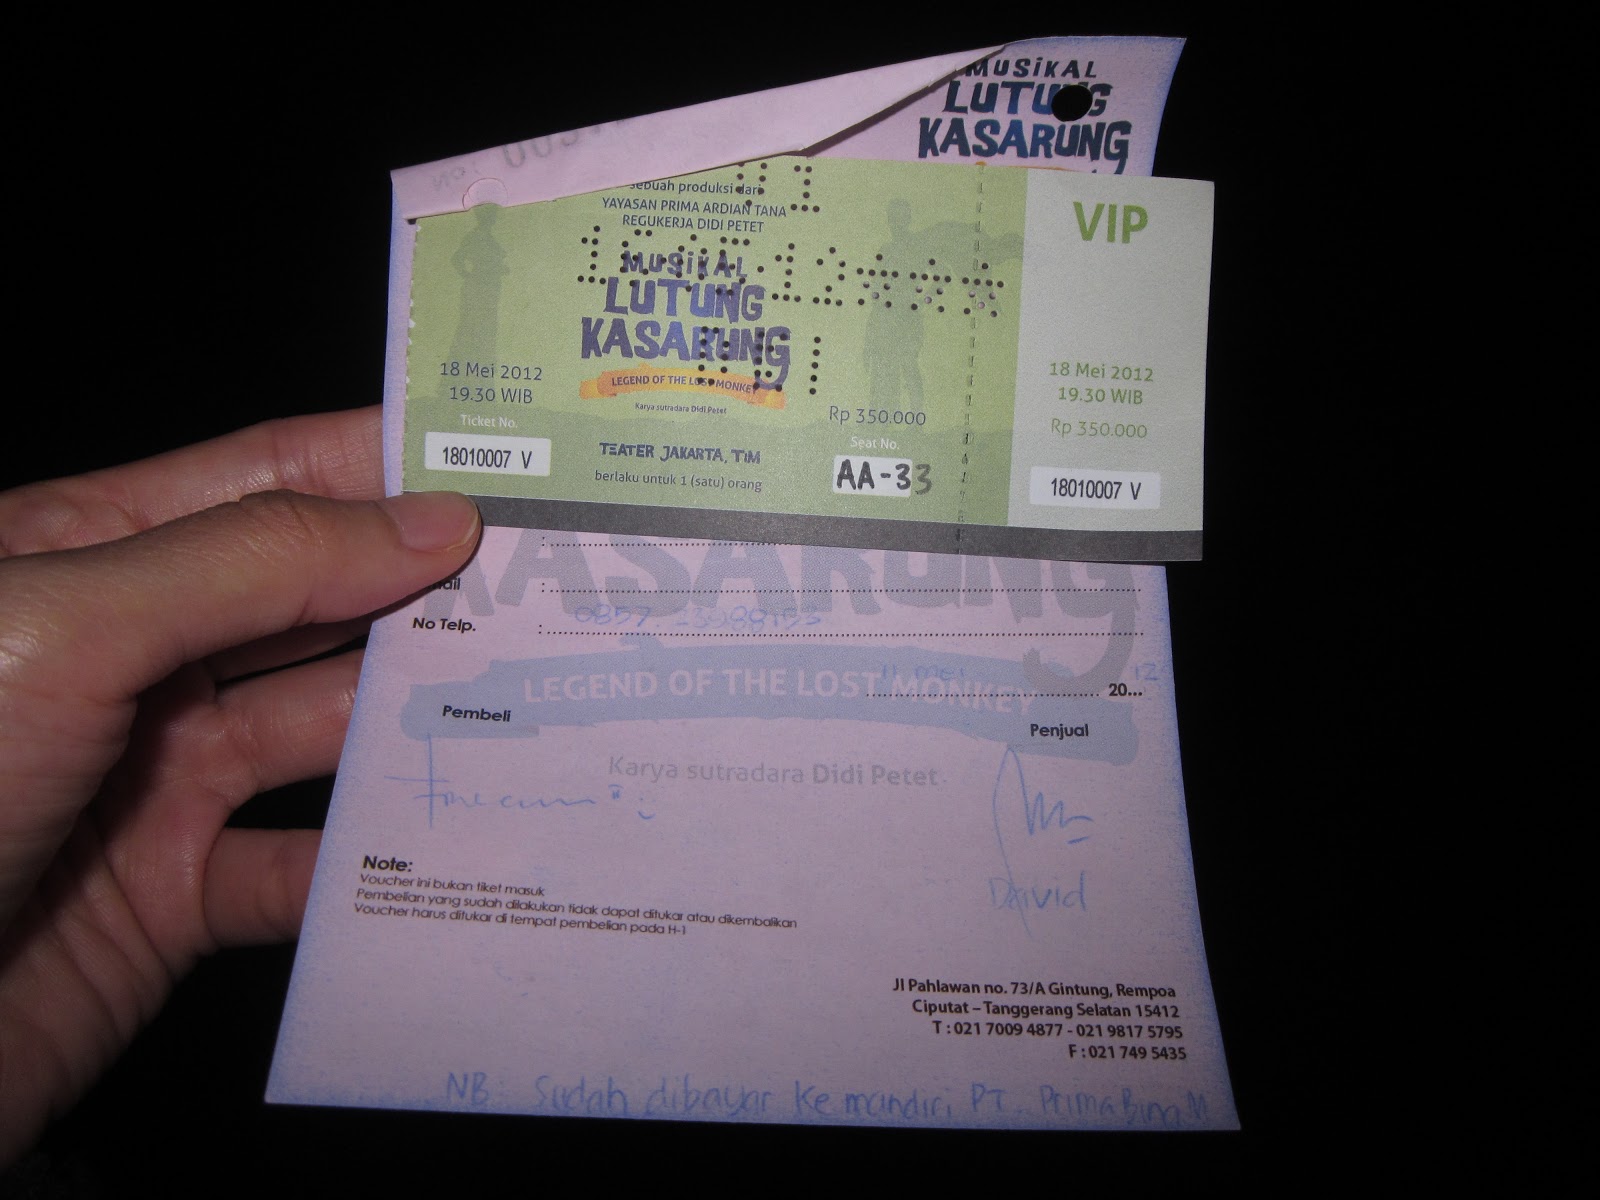 MUSIKAL
LUTUNG
KASARUNG
No:
sebuah produksi dari
YAYASAN PRIMA ARDIAN TANA
REGUKERJA DIDI PETET
MUSIKAL
LUTUNG
KASARUNG
LEGEND OF THE LOST MONKEY
Karya sutradara Didi Petet
18 Mei 2012
19.30 WIB
Ticket No.
18010007 V
TEATER JAKARTA, TIM
berlaku untuk 1 (satu) orang
Rp 350.000
Seat No.
AA-33
VIP
18 Mei 2012
19.30 WIB
Rp 350.000
18010007 V
KASARUNG
No Telp. :
LEGEND OF THE LOST MONKEY
11 Mei 20... 12
Pembeli
Penjual
Karya sutradara Didi Petet
David
Note:
Voucher ini bukan tiket masuk
Pembelian yang sudah dilakukan tidak dapat ditukar atau dikembalikan
Voucher harus ditukar di tempat pembelian pada H-1
Jl Pahlawan no. 73/A Gintung, Rempoa
Ciputat – Tanggerang Selatan 15412
T : 021 7009 4877 - 021 9817 5795
F : 021 749 5435
NB. Sudah dibayar ke mandiri PT. Prima Bina M